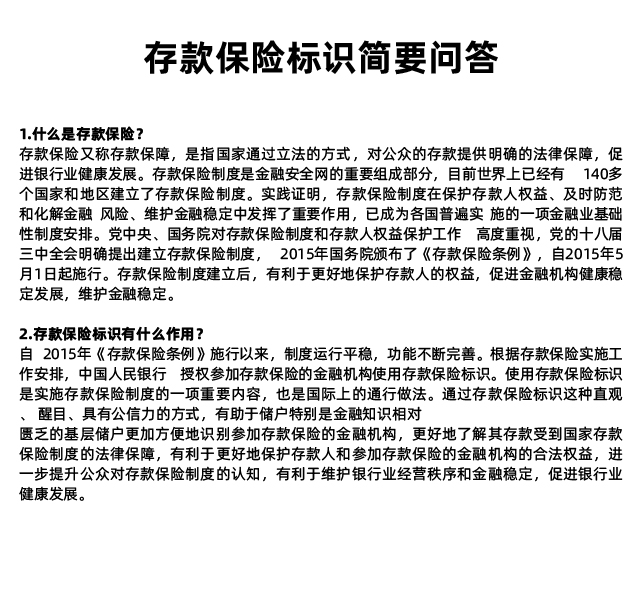 存款保险标识简要问答
1.什么是存款保险?
存款保险又称存款保障，是指国家通过立法的方式，对公众的存款提供明确的法律保障，促
进银行业健康发展。存款保险制度是金融安全网的重要组成部分，目前世界上已经有 140多
个国家和地区建立了存款保险制度。实践证明，存款保险制度在保护存款人权益、及时防范
和化解金融 风险、维护金融稳定中发挥了重要作用，已成为各国普遍实 施的一项金融业基础
性制度安排。党中央、国务院对存款保险制度和存款人权益保护工作 高度重视，党的十八届
三中全会明确提出建立存款保险制度， 2015年国务院颁布了《存款保险条例》，自2015年5
月1日起施行。存款保险制度建立后，有利于更好地保护存款人的权益，促进金融机构健康稳
定发展，维护金融稳定。
2.存款保险标识有什么作用?
自 2015年《存款保险条例》施行以来，制度运行平稳，功能不断完善。根据存款保险实施工
作安排，中国人民银行 授权参加存款保险的金融机构使用存款保险标识。使用存款保险标识
是实施存款保险制度的一项重要内容，也是国际上的通行做法。通过存款保险标识这种直观
、醒目、具有公信力的方式，有助于储户特别是金融知识相对
匮乏的基层储户更加方便地识别参加存款保险的金融机构，更好地了解其存款受到国家存款
保险制度的法律保障，有利于更好地保护存款人和参加存款保险的金融机构的合法权益，进
一步提升公众对存款保险制度的认知，有利于维护银行业经营秩序和金融稳定，促进银行业
健康发展。